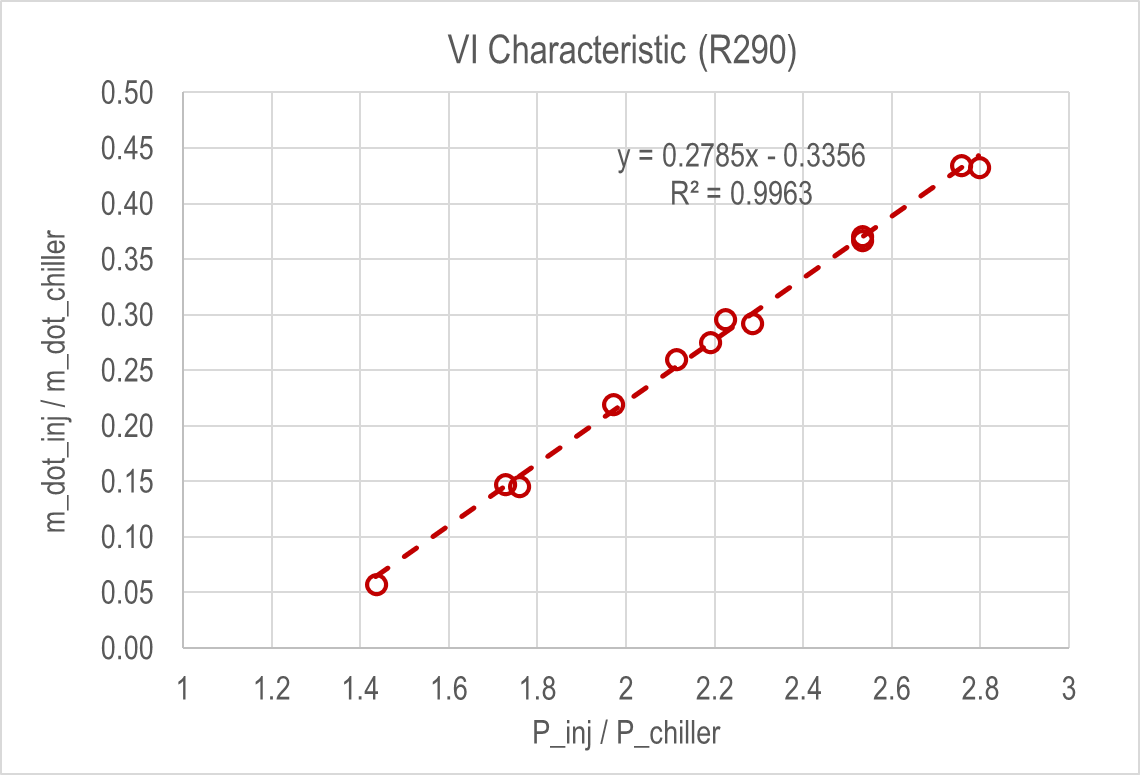 VI Characteristic (R290)
0.50
0.45
0.40
0.35
0.30
0.25
0.20
0.15
0.10
0.05
0.00
y = 0.2785x - 0.3356
R² = 0.9963
m_dot_inj / m_dot_chiller
1 1.2 1.4 1.6 1.8 2 2.2 2.4 2.6 2.8 3
P_inj / P_chiller